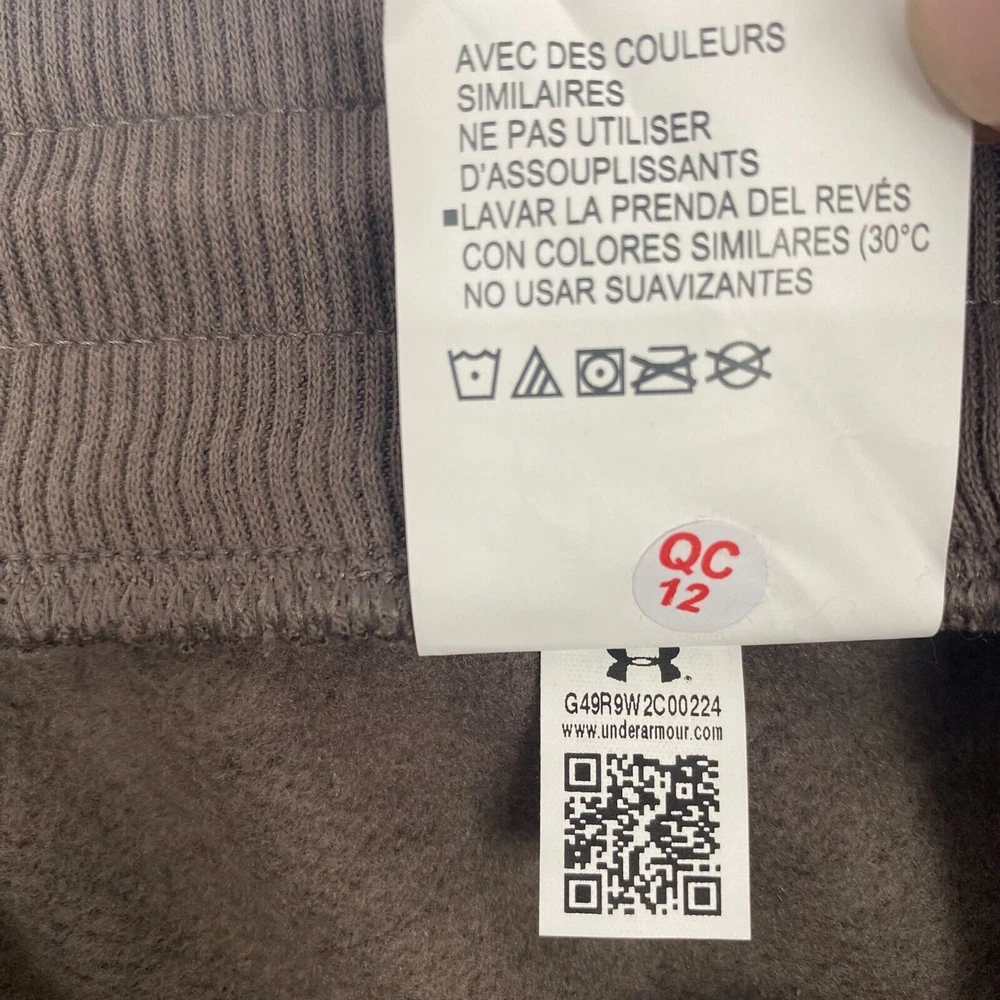 AVEC DES COULEURS
SIMILAIRES
NE PAS UTILISER
D'ASSOUPLISSANTS
■LAVAR LA PRENDA DEL REVÉS
CON COLORES SIMILARES (30°C
NO USAR SUAVIZANTES
QC
12
G49R9W2C00224
www.underarmour.com